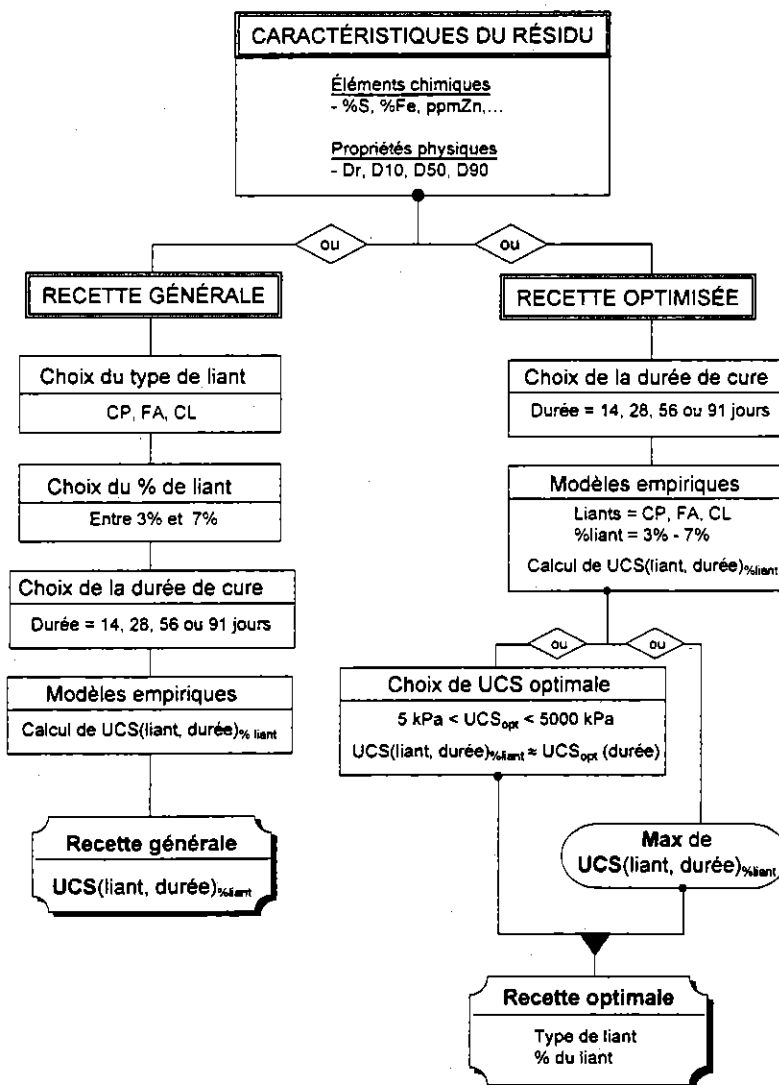 CARACTÉRISTIQUES DU RÉSIDU
Éléments chimiques
- %S, %Fe, ppmZn,...
Propriétés physiques
- Dr, D10, D50, D90
ou
ou
RECETTE GÉNÉRALE
Choix du type de liant
CP, FA, CL
Choix du % de liant
Entre 3% et 7%
Choix de la durée de cure
Durée = 14, 28, 56 ou 91 jours
Modèles empiriques
Calcul de UCS(liant, durée)% liant
Recette générale
UCS(liant, durée)%liant
RECETTE OPTIMISÉE
Choix de la durée de cure
Durée = 14, 28, 56 ou 91 jours
Modèles empiriques
Liants = CP, FA, CL
%liant = 3% - 7%
Calcul de UCS(liant, durée)%liant
ou
ou
Choix de UCS optimale
5 kPa < UCSopt < 5000 kPa
UCS(liant, durée)%liant ≈ UCSopt (durée)
Max de
UCS(liant, durée)%liant
Recette optimale
Type de liant
% du liant